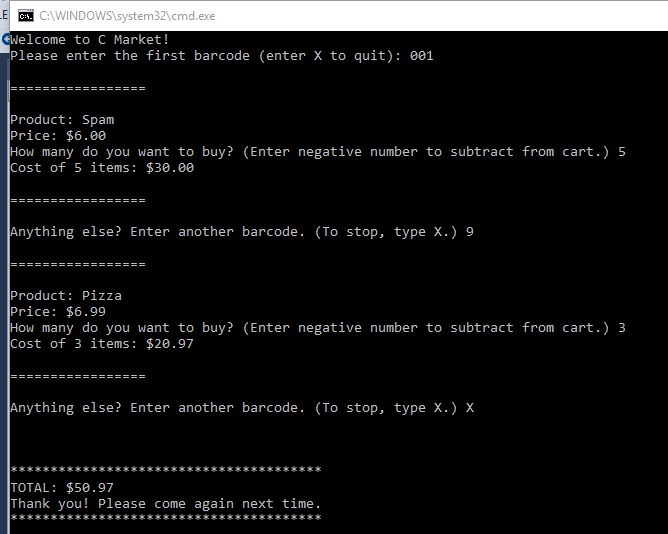 C:\WINDOWS\system32\cmd.exe
Welcome to C Market!
Please enter the first barcode (enter X to quit): 001
=================
Product: Spam
Price: $6.00
How many do you want to buy? (Enter negative number to subtract from cart.) 5
Cost of 5 items: $30.00
=================
Anything else? Enter another barcode. (To stop, type X.) 9
=================
Product: Pizza
Price: $6.99
How many do you want to buy? (Enter negative number to subtract from cart.) 3
Cost of 3 items: $20.97
=================
Anything else? Enter another barcode. (To stop, type X.) X
***************************************
TOTAL: $50.97
Thank you! Please come again next time.
***************************************